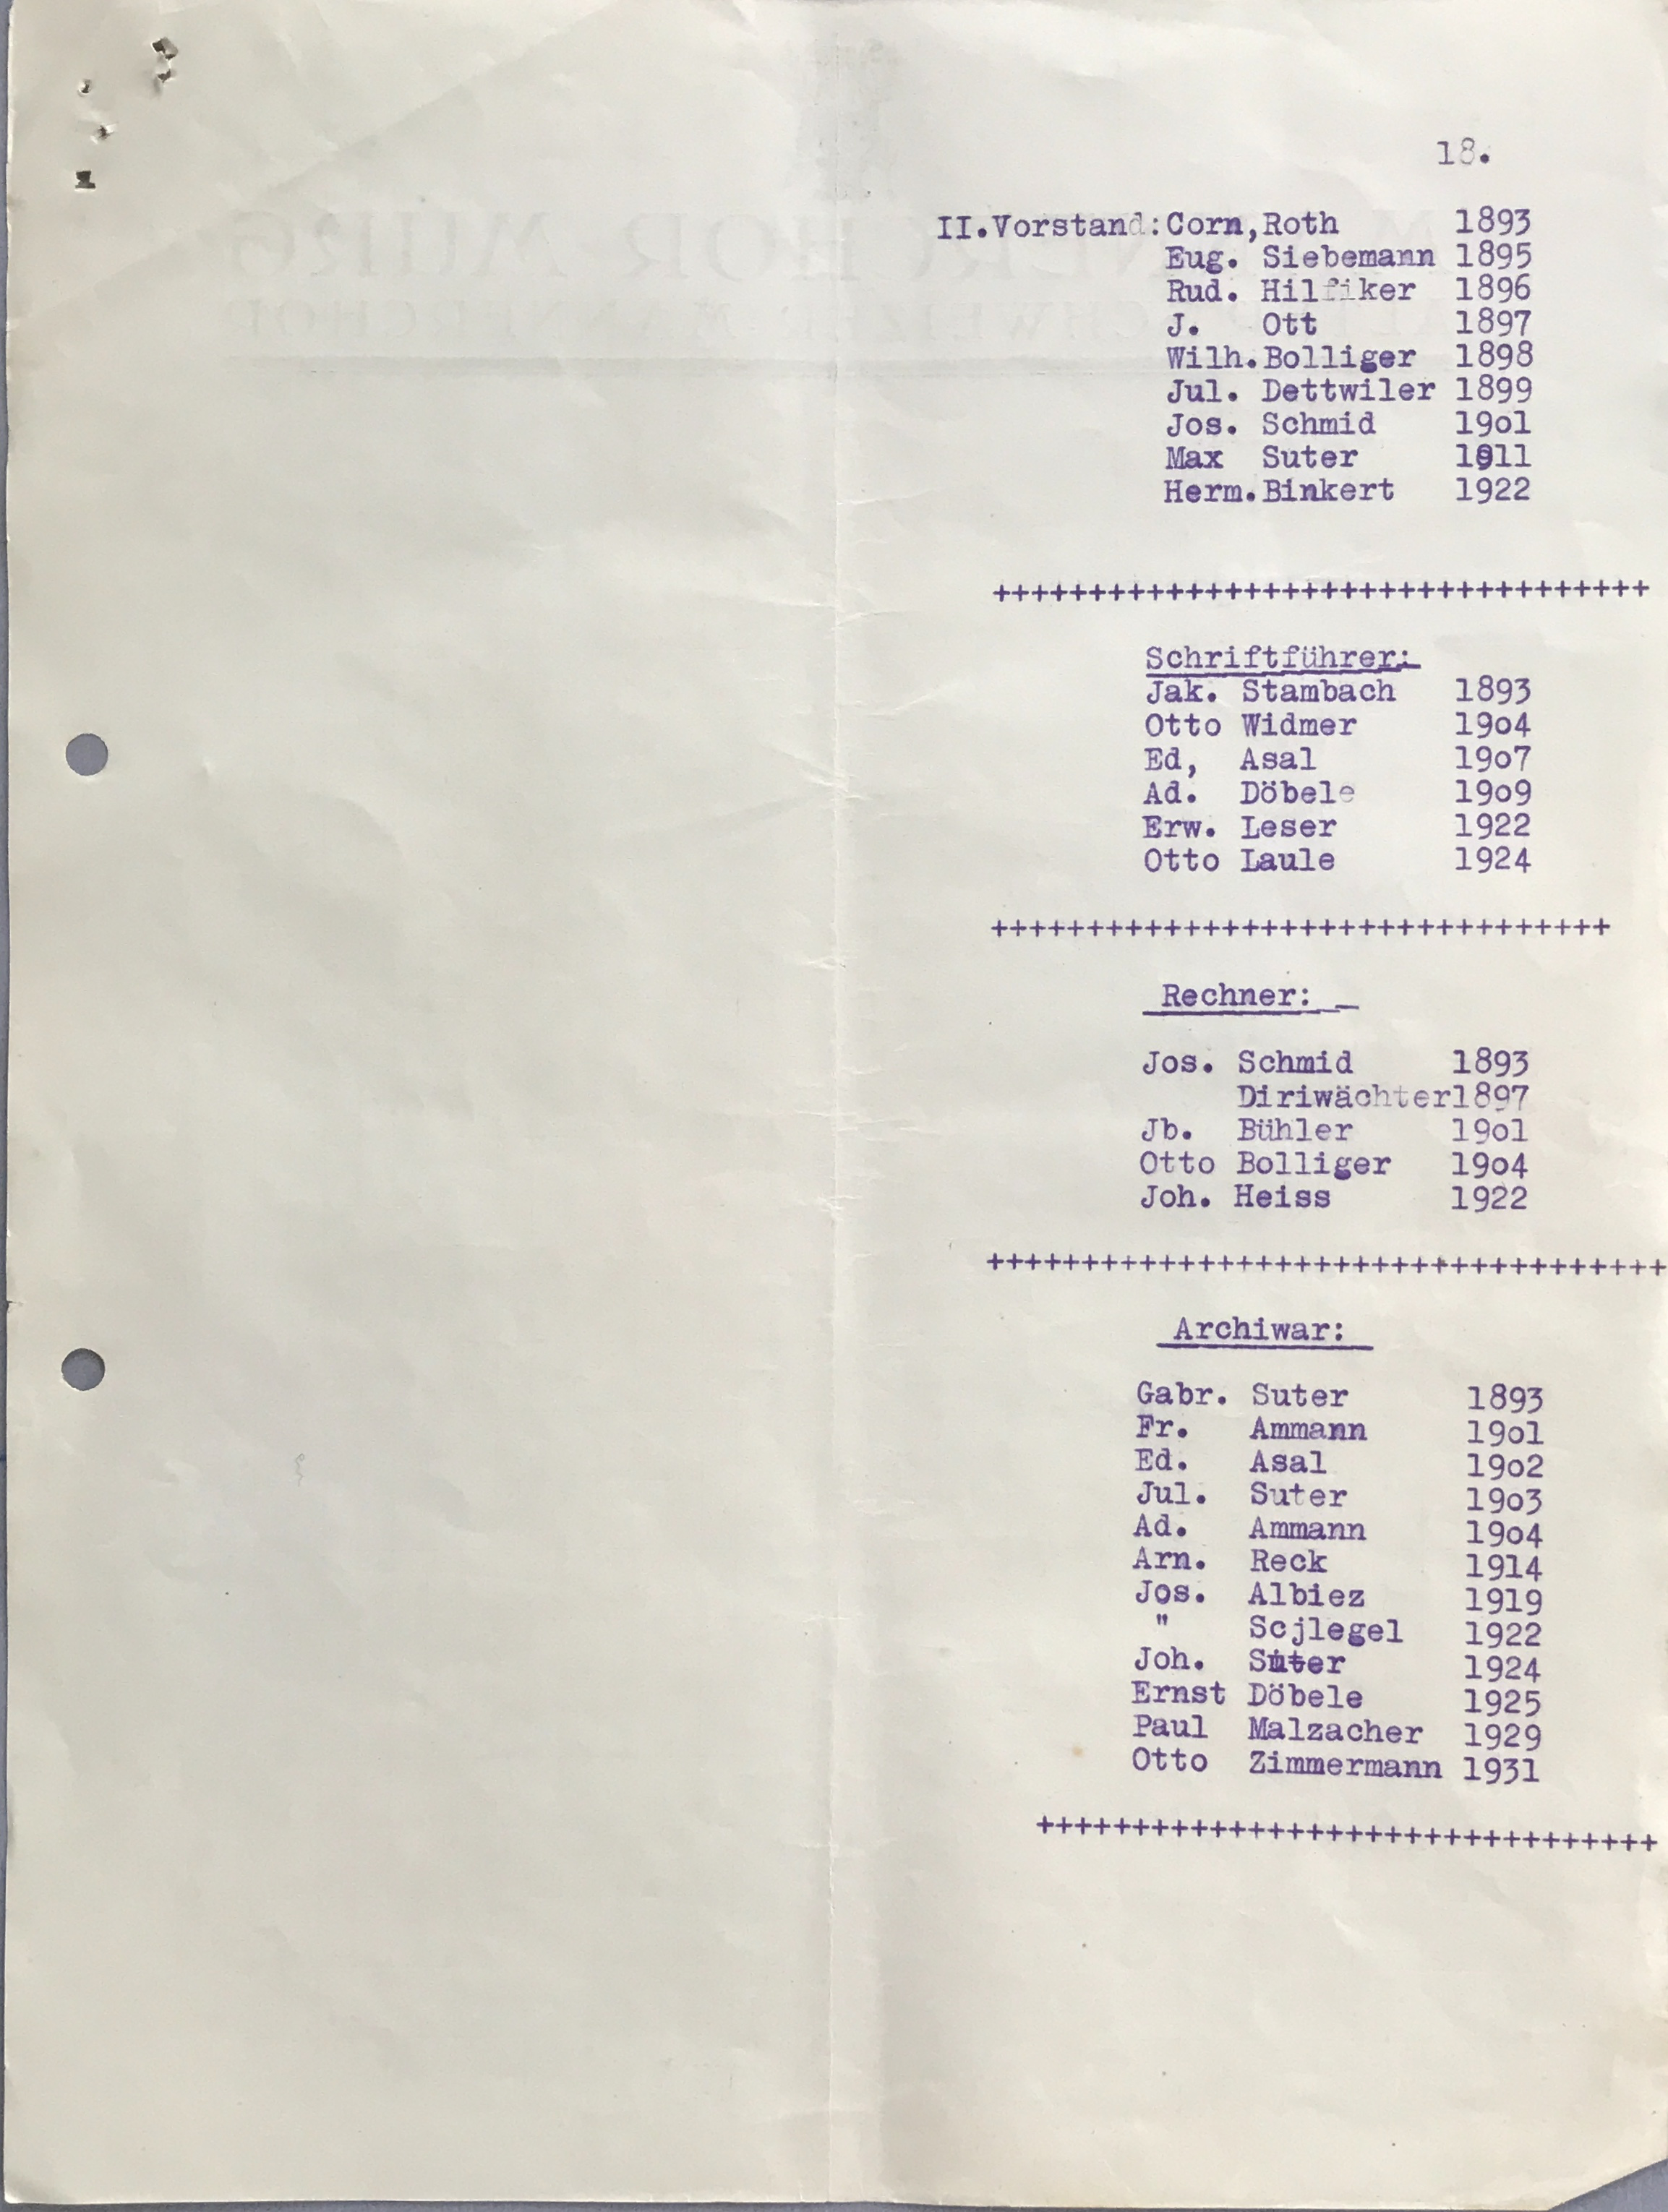 18.
II.Vorstand:Corn,Roth 1893
Eug. Siebemann 1895
Rud. Hilfiker 1896
J. Ott 1897
Wilh.Bolliger 1898
Jul. Dettwiler 1899
Jos. Schmid 19o1
Max Suter 1911
Herm.Binkert 1922
++++++++++++++++++++++++++++++++++
Schriftführer:
Jak. Stambach 1893
Otto Widmer 19o4
Ed, Asal 19o7
Ad. Döbele 19o9
Erw. Leser 1922
Otto Laule 1924
++++++++++++++++++++++++++++++++
Rechner:
Jos. Schmid 1893
Diriwächter1897
Jb. Bühler 19o1
Otto Bolliger 19o4
Joh. Heiss 1922
+++++++++++++++++++++++++++++++++++
Archiwar:
Gabr. Suter 1893
Fr. Ammann 19o1
Ed. Asal 19o2
Jul. Suter 19o3
Ad. Ammann 19o4
Arn. Reck 1914
Jos. Albiez 1919
" Scjlegel 1922
Joh. Suter 1924
Ernst Döbele 1925
Paul Malzacher 1929
Otto Zimmermann 1931
++++++++++++++++++++++++++++++++